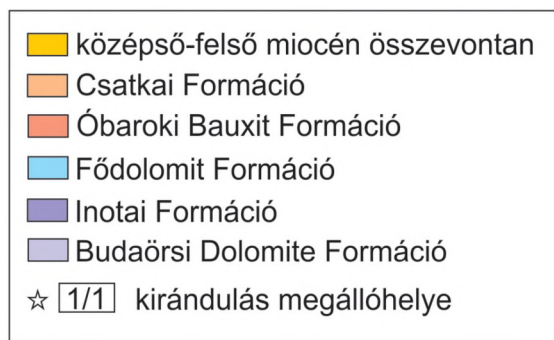 középső-felső miocén összevontan
Csatkai Formáció
Óbaroki Bauxit Formáció
Fődolomit Formáció
Inotai Formáció
Budaörsi Dolomite Formáció
☆ 1/1 kirándulás megállóhelye